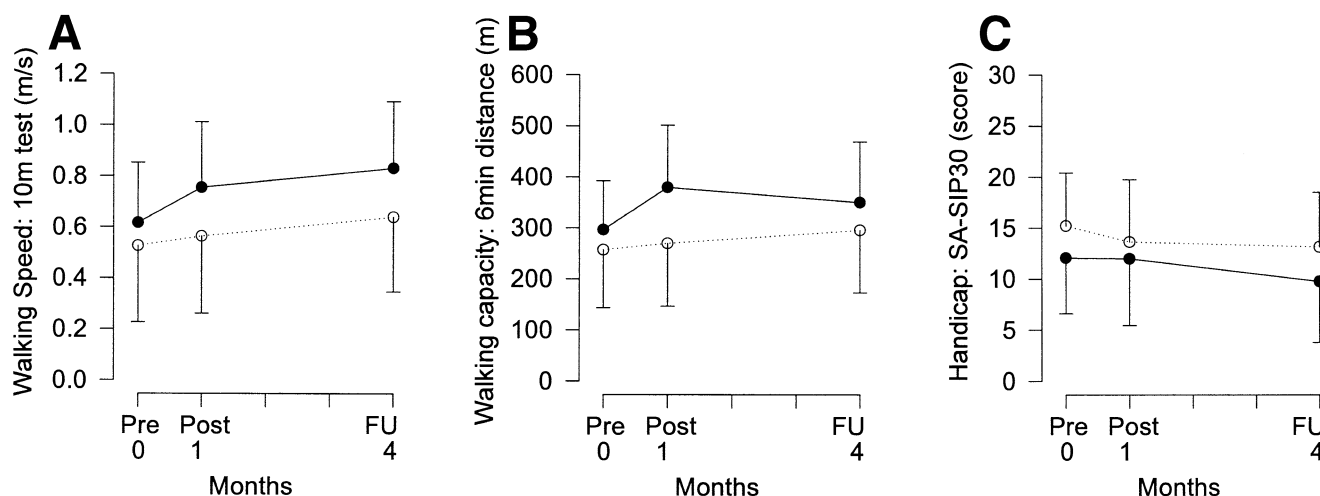 A
Walking Speed: 10m test (m/s)
1.2
1.0
0.8
0.6
0.4
0.2
0.0
Pre Post FU
0 1 4
Months
B
Walking capacity: 6min distance (m)
600
500
400
300
200
100
0
Pre Post FU
0 1 4
Months
C
Handicap: SA-SIP30 (score)
30
25
20
15
10
5
0
Pre Post FU
0 1 4
Months